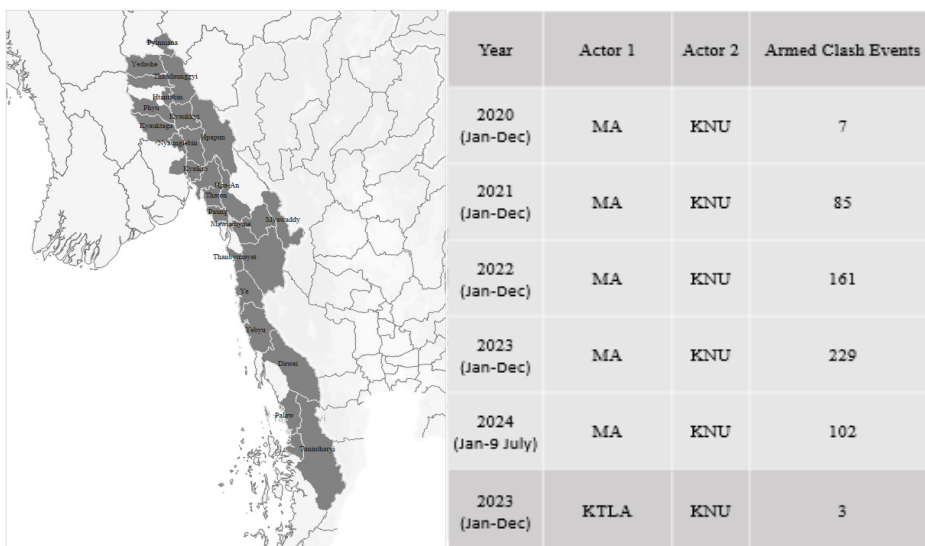 Pyinmana
Yedashe
Thandaunggyi
Htantabin
Phyu
Kyaukkyi
Kyauktaga
Hpapun
Nyaunglebin
Kyaikto
Hpa-An
Thaton
Paung
Myawaddy
Thanbyuzayat
Ye
Yebyu
Dawei
Palaw
Tanintharyi
Year Actor 1 Actor 2 Armed Clash Events
2020
(Jan-Dec) MA KNU 7
2021
(Jan-Dec) MA KNU 85
2022
(Jan-Dec) MA KNU 161
2023
(Jan-Dec) MA KNU 229
2024
(Jan-9 July) MA KNU 102
2023
(Jan-Dec) KTLA KNU 3